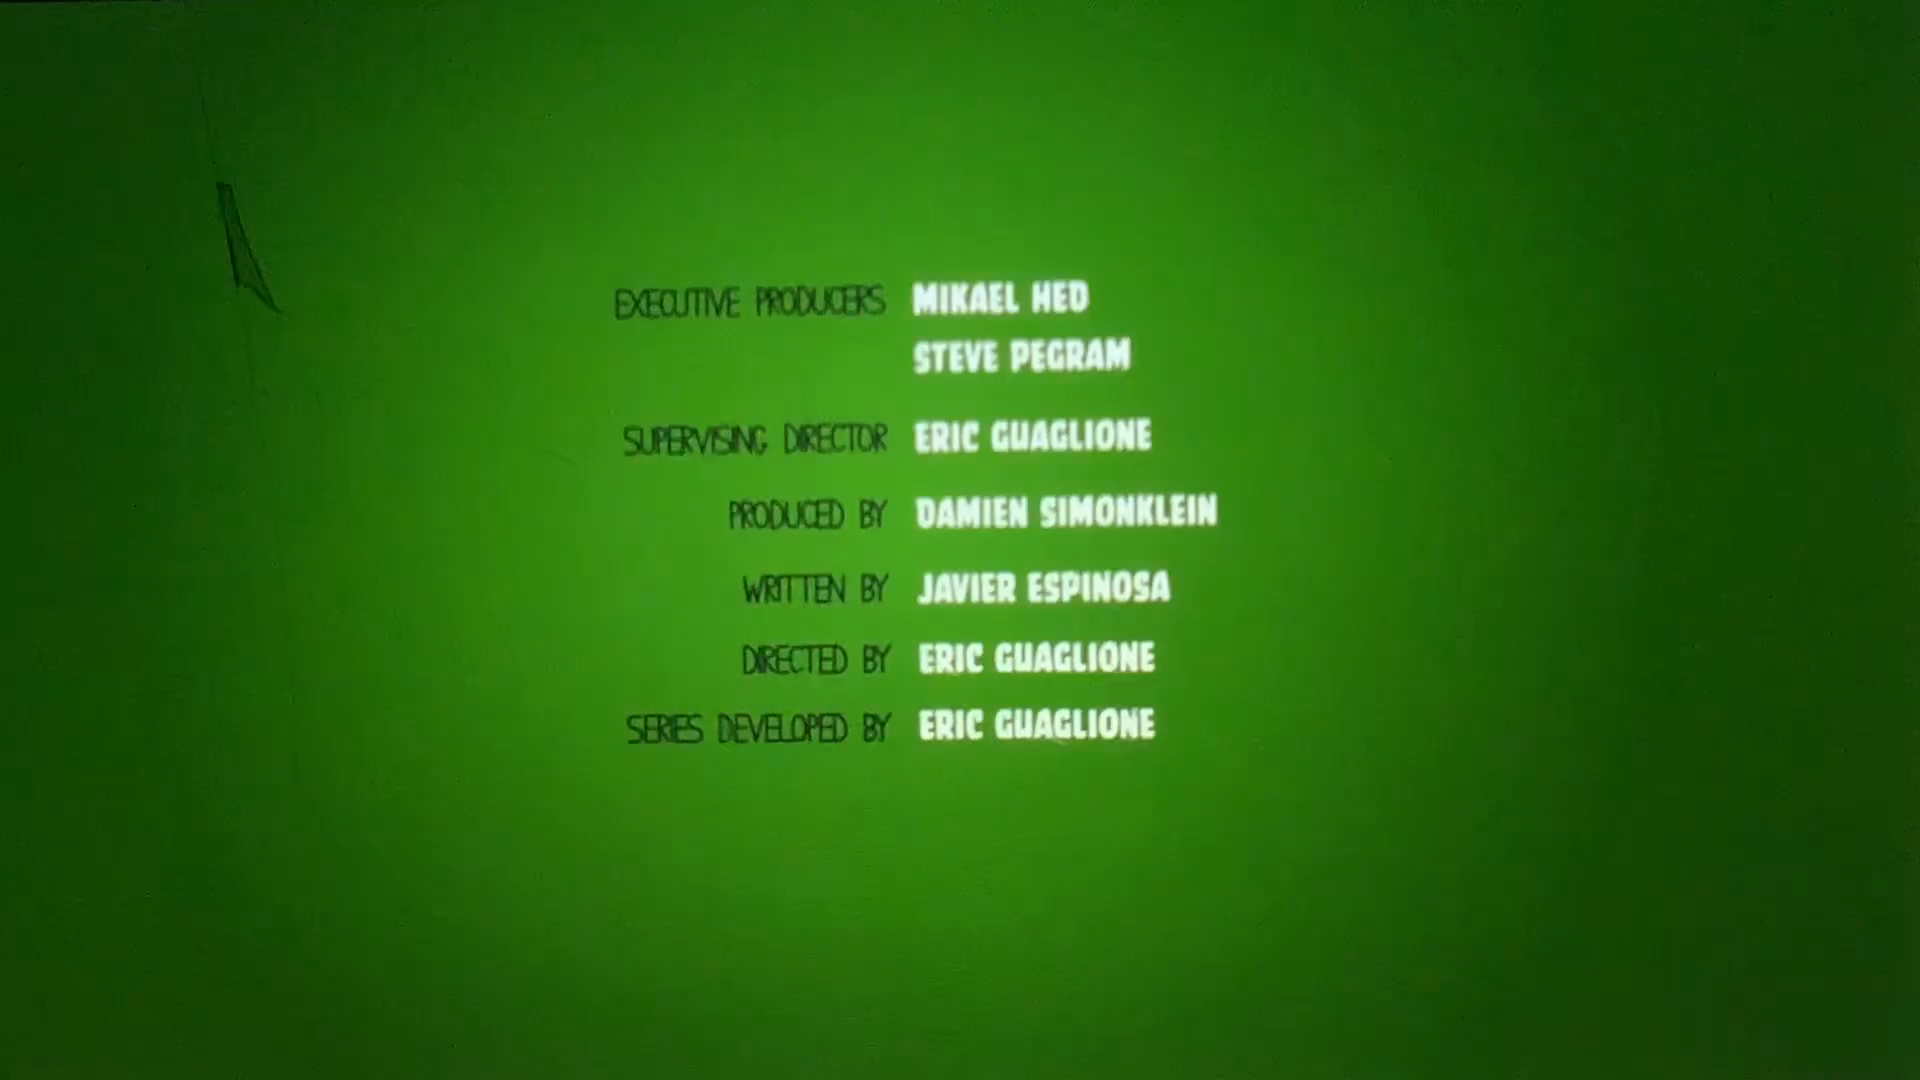 EXECUTIVE PRODUCERS MIKAEL HED
STEVE PEGRAM
SUPERVISING DIRECTOR ERIC GUAGLIONE
PRODUCED BY DAMIEN SIMONKLEIN
WRITTEN BY JAVIER ESPINOSA
DIRECTED BY ERIC GUAGLIONE
SERIES DEVELOPED BY ERIC GUAGLIONE